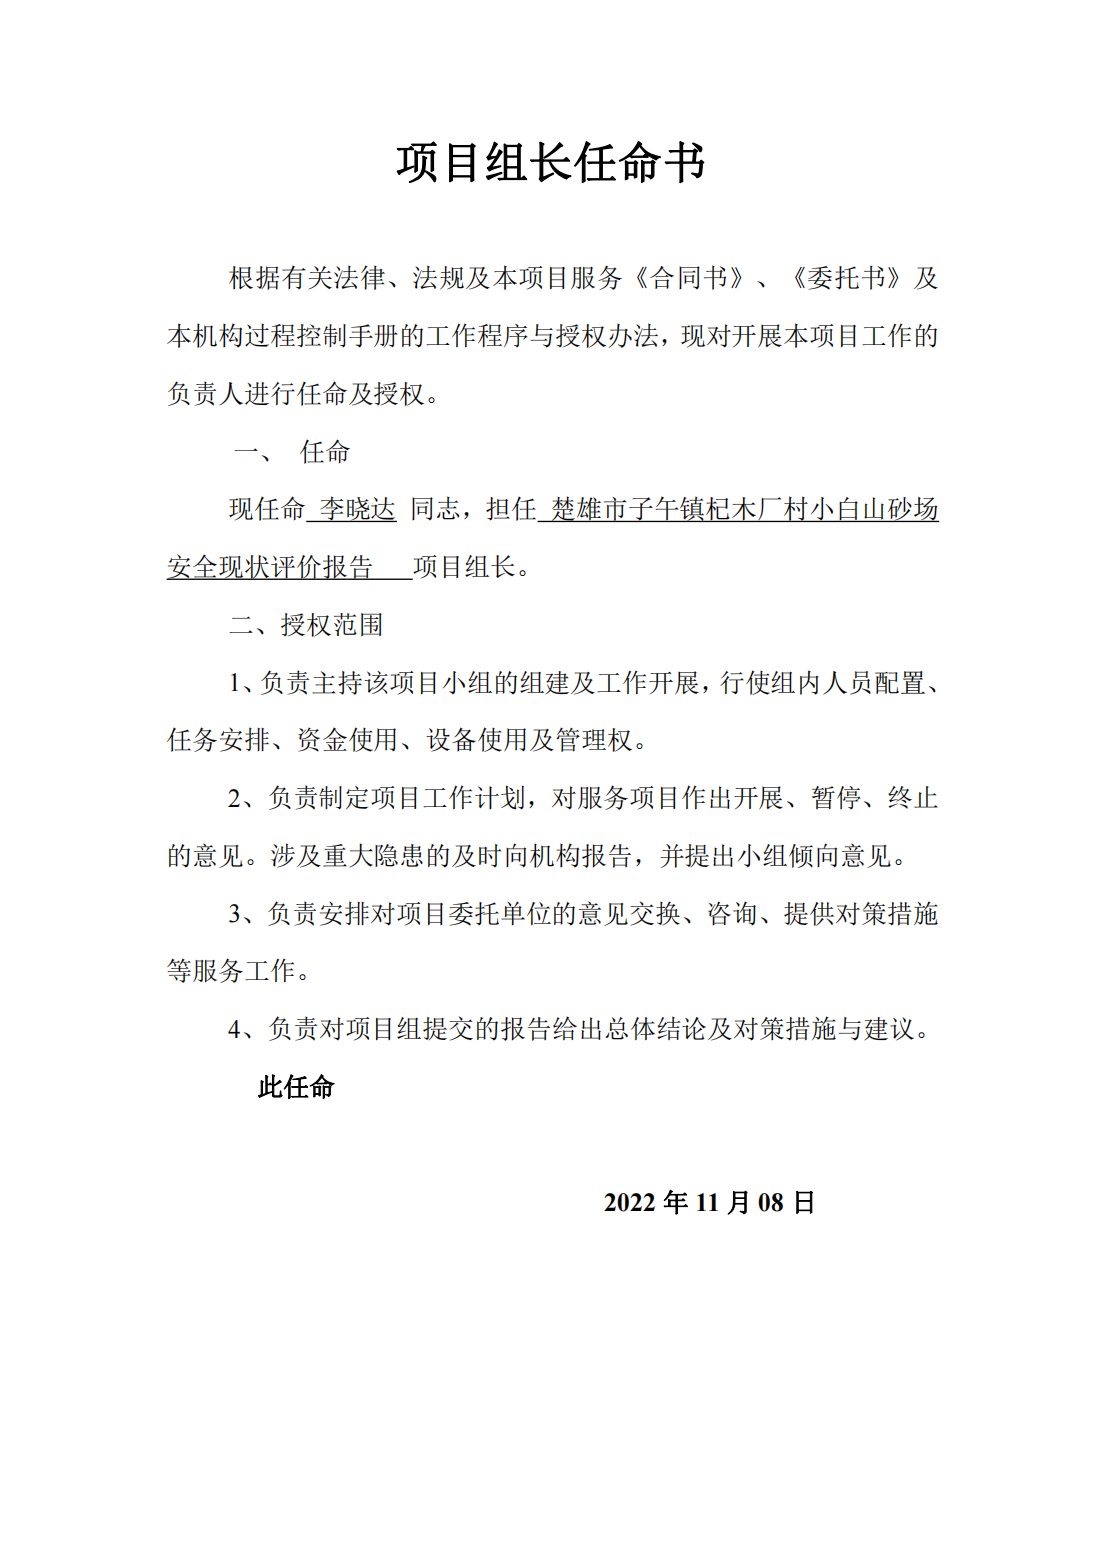 项目组长任命书
根据有关法律、法规及本项目服务《合同书》、《委托书》及
本机构过程控制手册的工作程序与授权办法，现对开展本项目工作的
负责人进行任命及授权。
一、 任命
现任命 李晓达 同志，担任 楚雄市子午镇杞木厂村小白山砂场
安全现状评价报告 项目组长。
二、授权范围
1、负责主持该项目小组的组建及工作开展，行使组内人员配置、
任务安排、资金使用、设备使用及管理权。
2、负责制定项目工作计划，对服务项目作出开展、暂停、终止
的意见。涉及重大隐患的及时向机构报告，并提出小组倾向意见。
3、负责安排对项目委托单位的意见交换、咨询、提供对策措施
等服务工作。
4、负责对项目组提交的报告给出总体结论及对策措施与建议。
此任命
2022 年 11 月 08 日